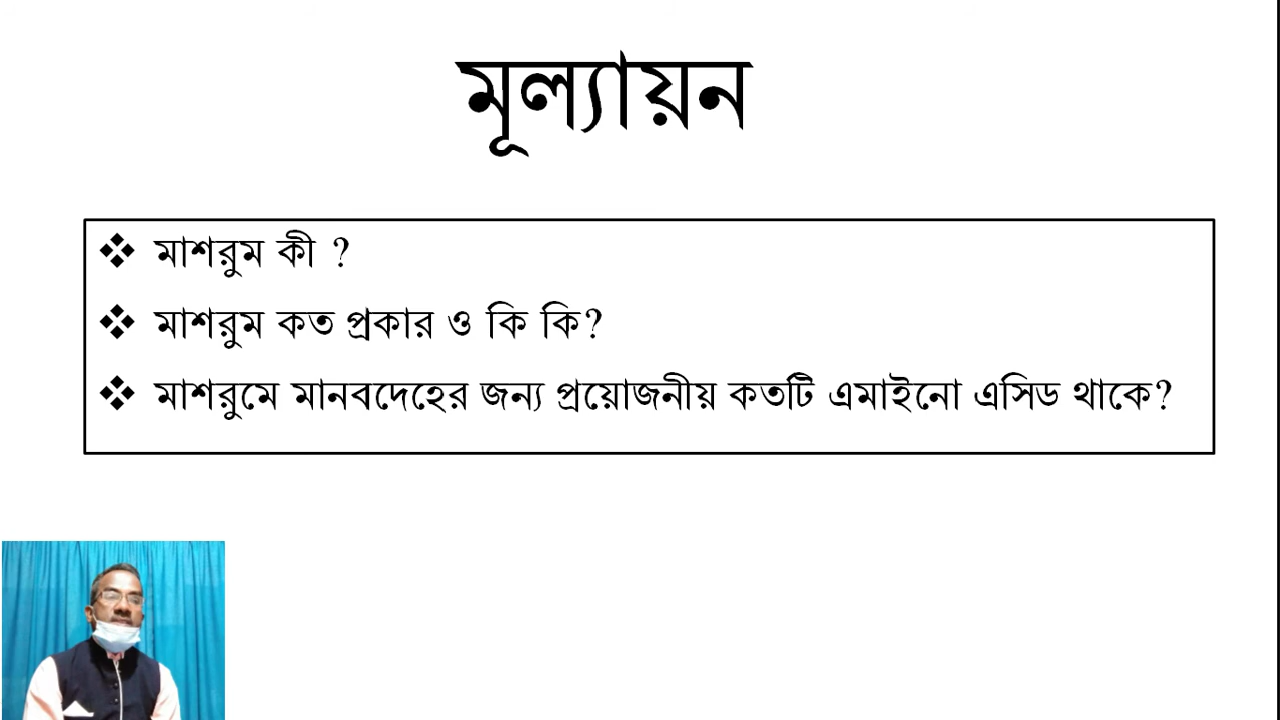 মূল্যায়ন
❖ মাশরুম কী ?
❖ মাশরুম কত প্রকার ও কি কি?
❖ মাশরুমে মানবদেহের জন্য প্রয়োজনীয় কতটি এমাইনো এসিড থাকে?